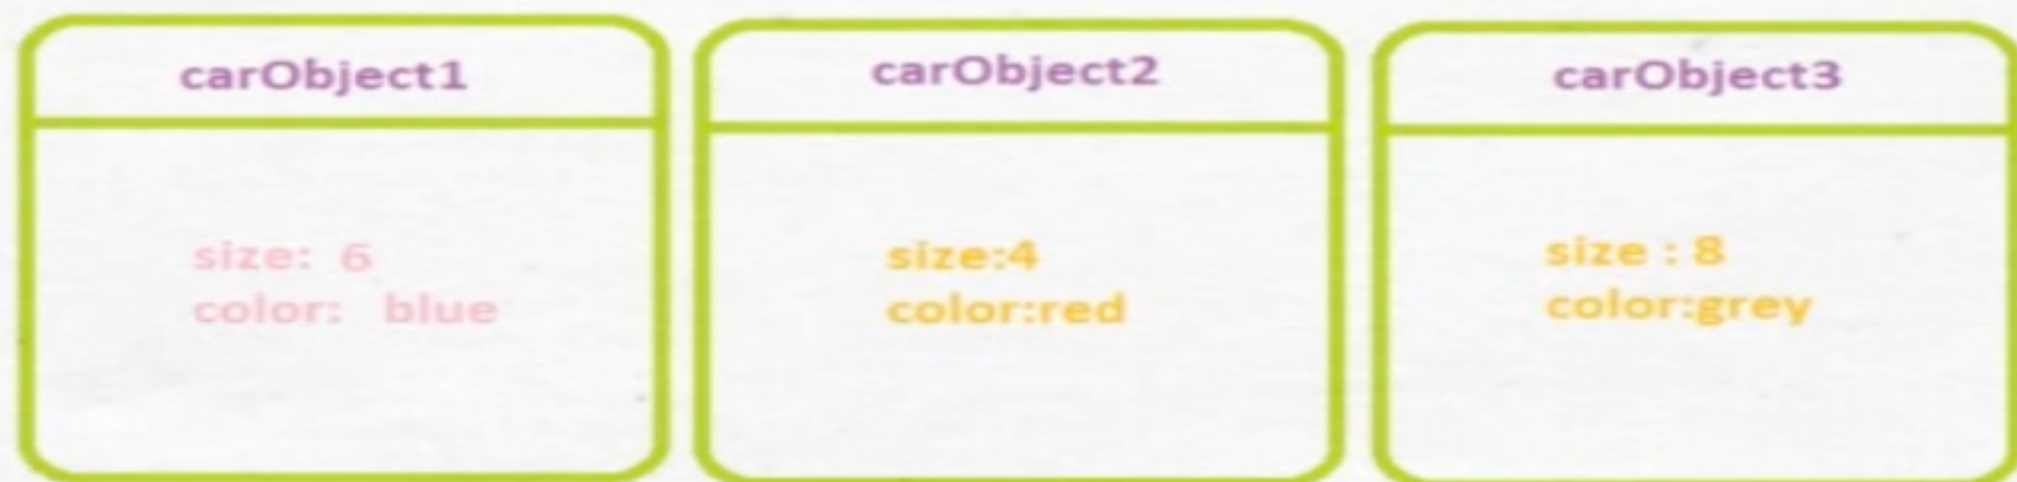 carObject1
size: 6
color: blue
carObject2
size:4
color:red
carObject3
size : 8
color:grey